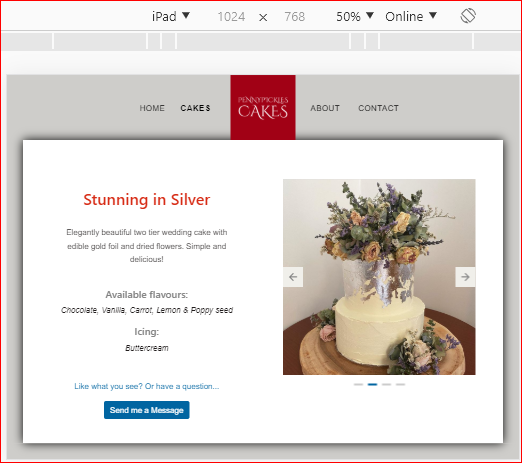 iPad ▼ 1024 × 768 50% ▼ Online ▼
HOME CAKES PENNYPICKLES CAKES ABOUT CONTACT
Stunning in Silver
Elegantly beautiful two tier wedding cake with
edible gold foil and dried flowers. Simple and
delicious!
Available flavours:
Chocolate, Vanilla, Carrot, Lemon & Poppy seed
Icing:
Buttercream
Like what you see? Or have a question...
Send me a Message